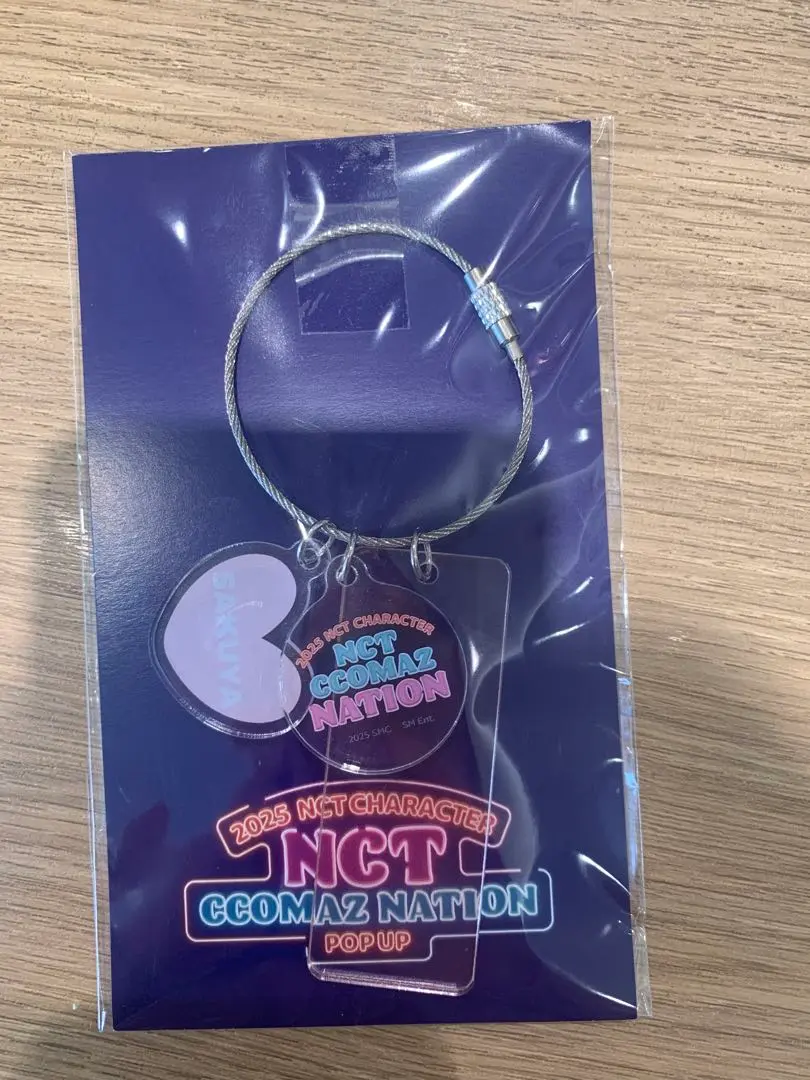 SAKUYA
2025 NCT CHARACTER
NCT
CCOMAZ
NATION
2025 SMC SM Ent.
2025 NCT CHARACTER
NCT
CCOMAZ NATION
POP UP